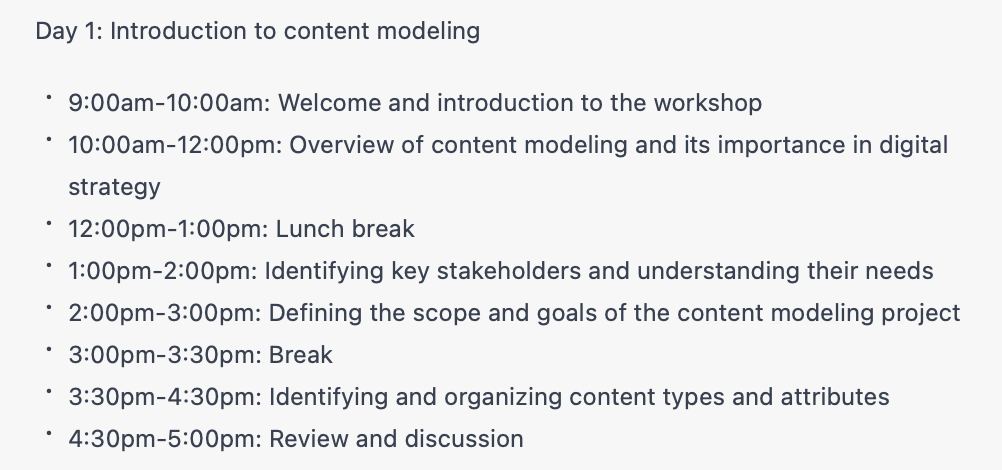 Day 1: Introduction to content modeling
• 9:00am-10:00am: Welcome and introduction to the workshop
• 10:00am-12:00pm: Overview of content modeling and its importance in digital
strategy
• 12:00pm-1:00pm: Lunch break
• 1:00pm-2:00pm: Identifying key stakeholders and understanding their needs
• 2:00pm-3:00pm: Defining the scope and goals of the content modeling project
• 3:00pm-3:30pm: Break
• 3:30pm-4:30pm: Identifying and organizing content types and attributes
• 4:30pm-5:00pm: Review and discussion